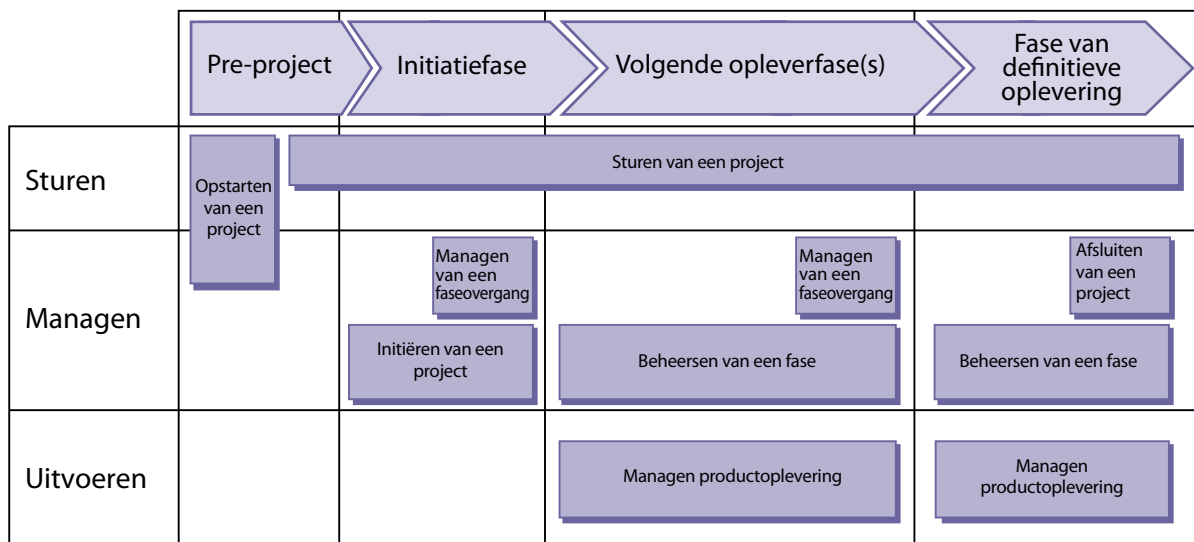 Pre-project
Initiatiefase
Volgende opleverfase(s)
Fase van
definitieve
oplevering
Sturen
Opstarten
van een
project
Sturen van een project
Managen
Managen
van een
faseovergang
Managen
van een
faseovergang
Afsluiten
van een
project
Initiëren van een
project
Beheersen van een fase
Beheersen van een fase
Uitvoeren
Managen productoplevering
Managen
productoplevering